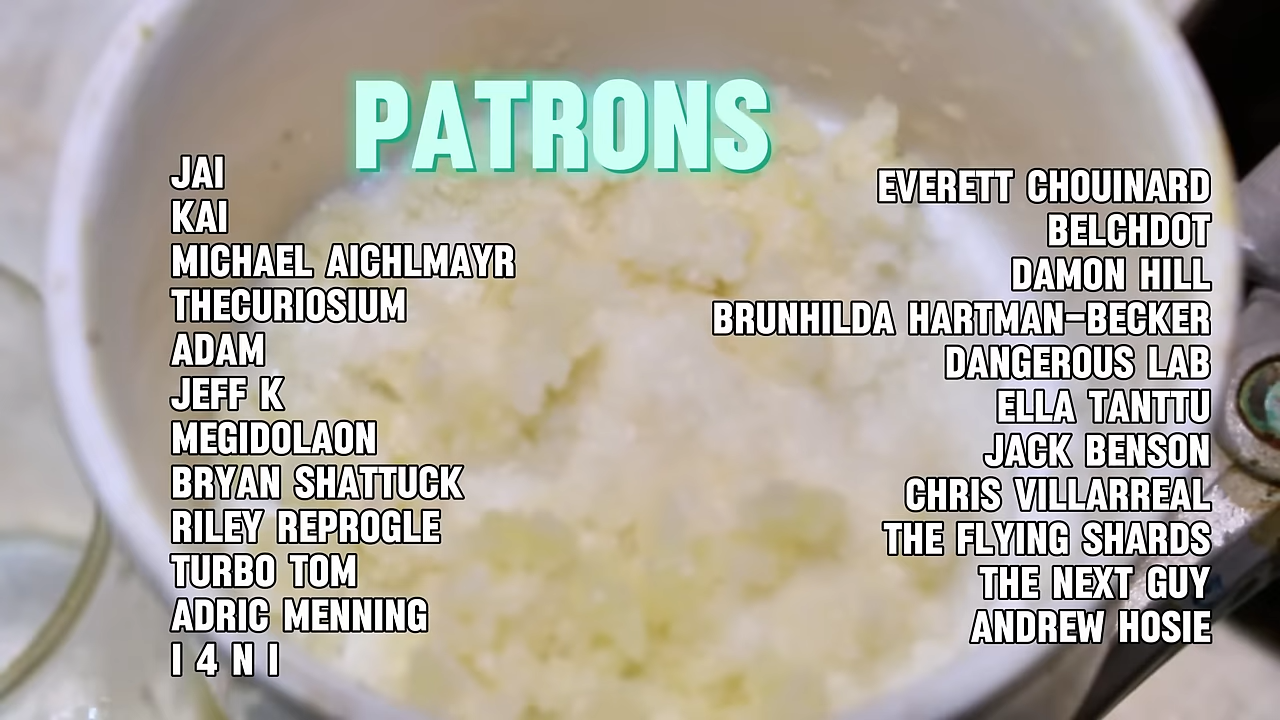 PATRONS
JAI
KAI
MICHAEL AICHLMAYR
THECURIOSIUM
ADAM
JEFF K
MEGIDOLAON
BRYAN SHATTUCK
RILEY REPROGLE
TURBO TOM
ADRIC MENNING
I 4 N I
EVERETT CHOUINARD
BELCHDOT
DAMON HILL
BRUNHILDA HARTMAN-BECKER
DANGEROUS LAB
ELLA TANTTU
JACK BENSON
CHRIS VILLARREAL
THE FLYING SHARDS
THE NEXT GUY
ANDREW HOSIE